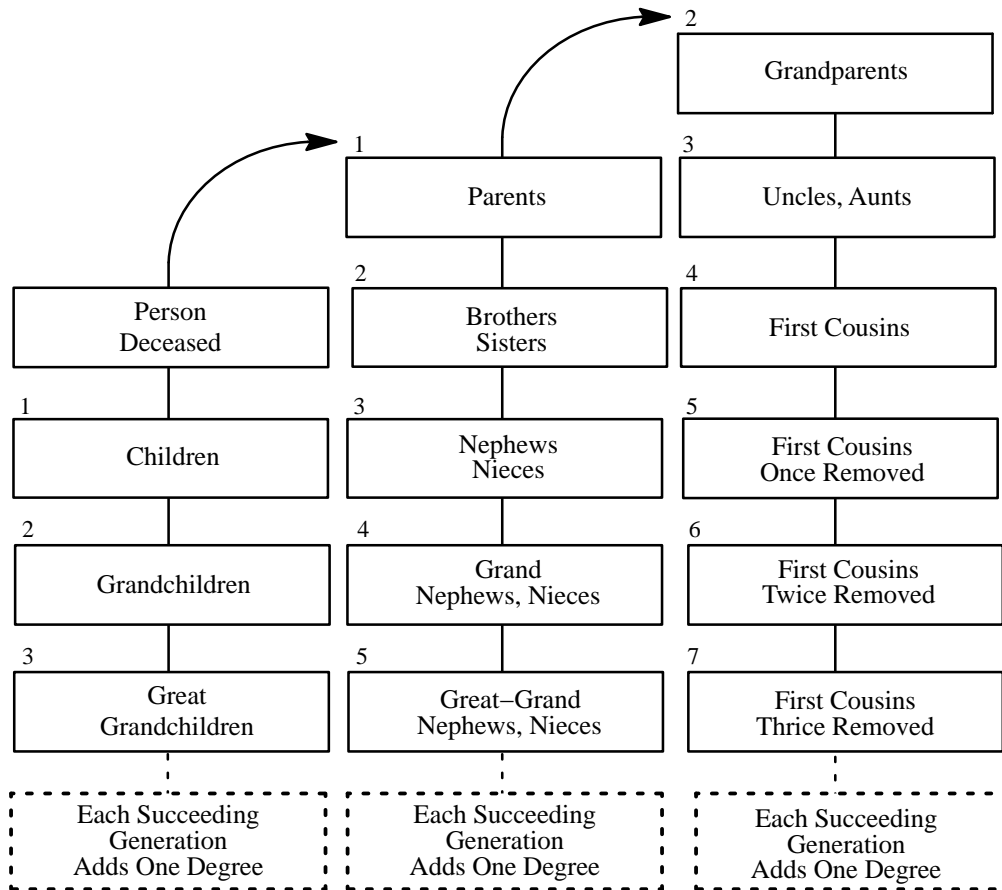 2
Grandparents
1
Parents
3
Uncles, Aunts
Person
Deceased
2
Brothers
Sisters
4
First Cousins
1
Children
3
Nephews
Nieces
5
First Cousins
Once Removed
2
Grandchildren
4
Grand
Nephews, Nieces
6
First Cousins
Twice Removed
3
Great
Grandchildren
5
Great–Grand
Nephews, Nieces
7
First Cousins
Thrice Removed
Each Succeeding
Generation
Adds One Degree
Each Succeeding
Generation
Adds One Degree
Each Succeeding
Generation
Adds One Degree